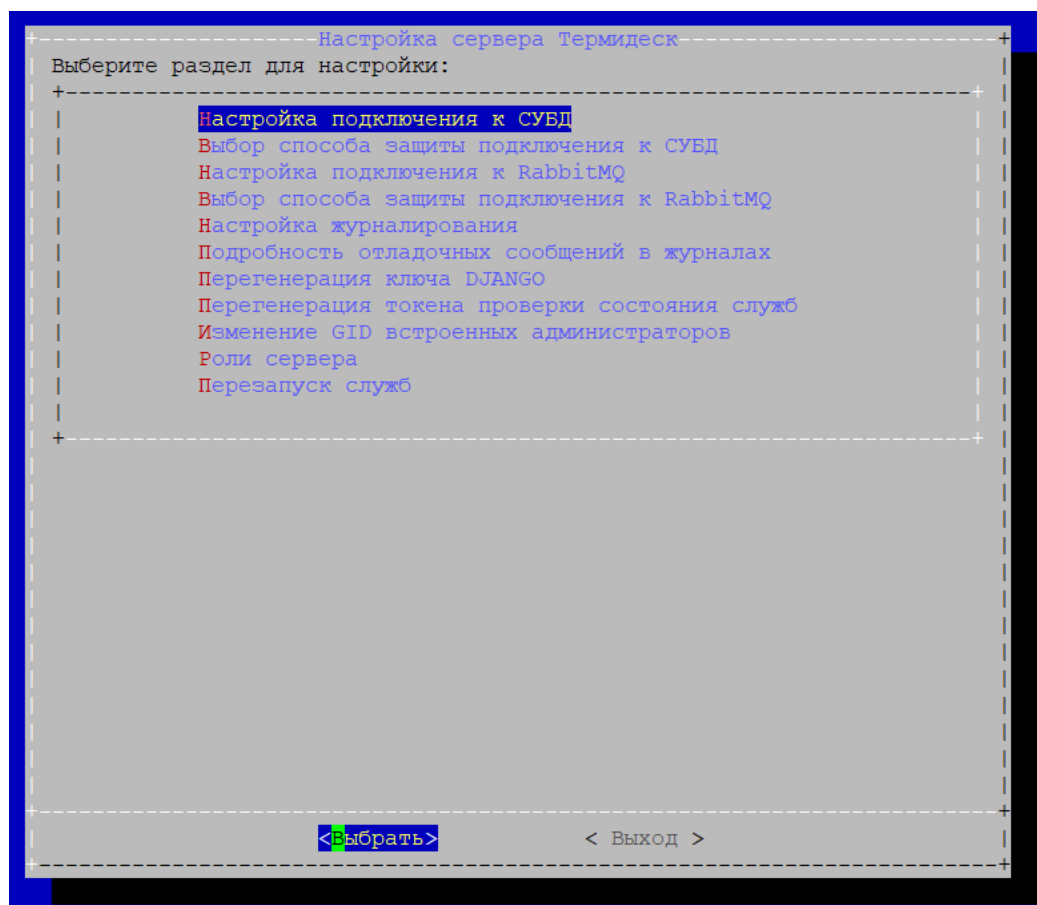 Настройка сервера Термидеск
Выберите раздел для настройки:
Настройка подключения к СУБД
Выбор способа защиты подключения к СУБД
Настройка подключения к RabbitMQ
Выбор способа защиты подключения к RabbitMQ
Настройка журналирования
Подробность отладочных сообщений в журналах
Перегенерация ключа DJANGO
Перегенерация токена проверки состояния служб
Изменение GID встроенных администраторов
Роли сервера
Перезапуск служб
<Выбрать> < Выход >